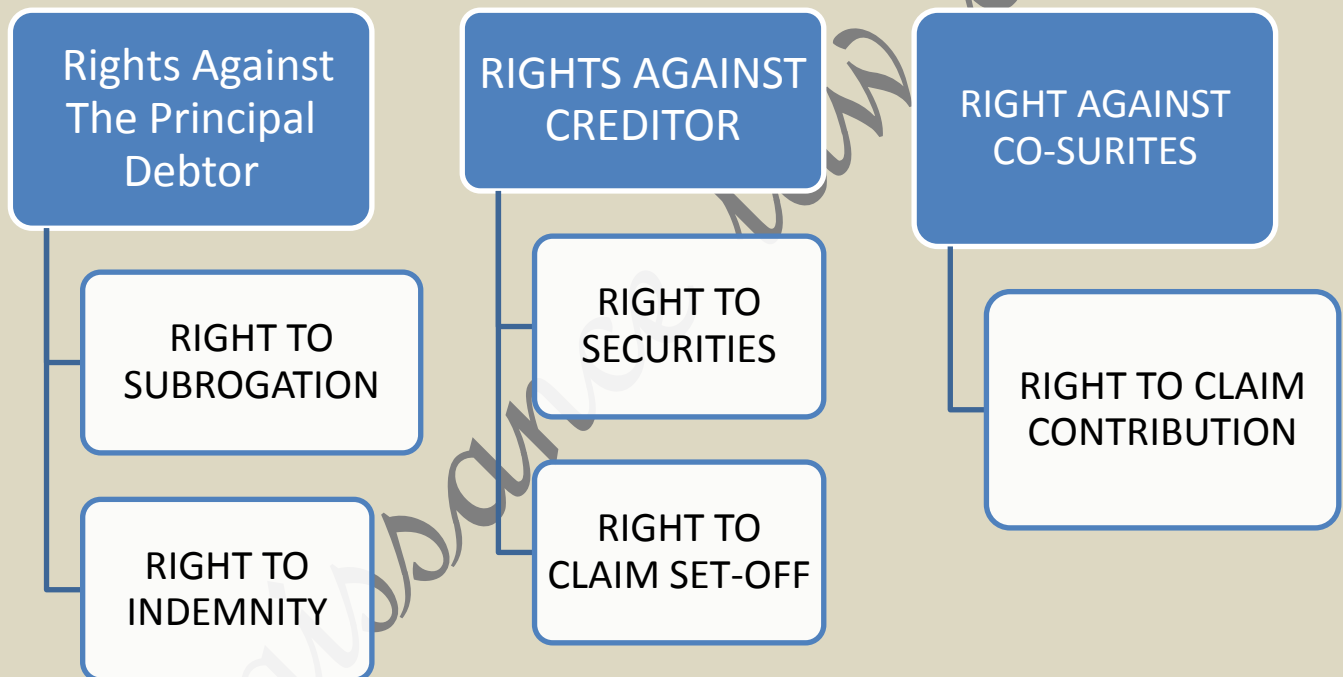 Rights Against
The Principal
Debtor
RIGHT TO
SUBROGATION
RIGHT TO
INDEMNITY
RIGHTS AGAINST
CREDITOR
RIGHT TO
SECURITIES
RIGHT TO
CLAIM SET-OFF
RIGHT AGAINST
CO-SURITES
RIGHT TO CLAIM
CONTRIBUTION